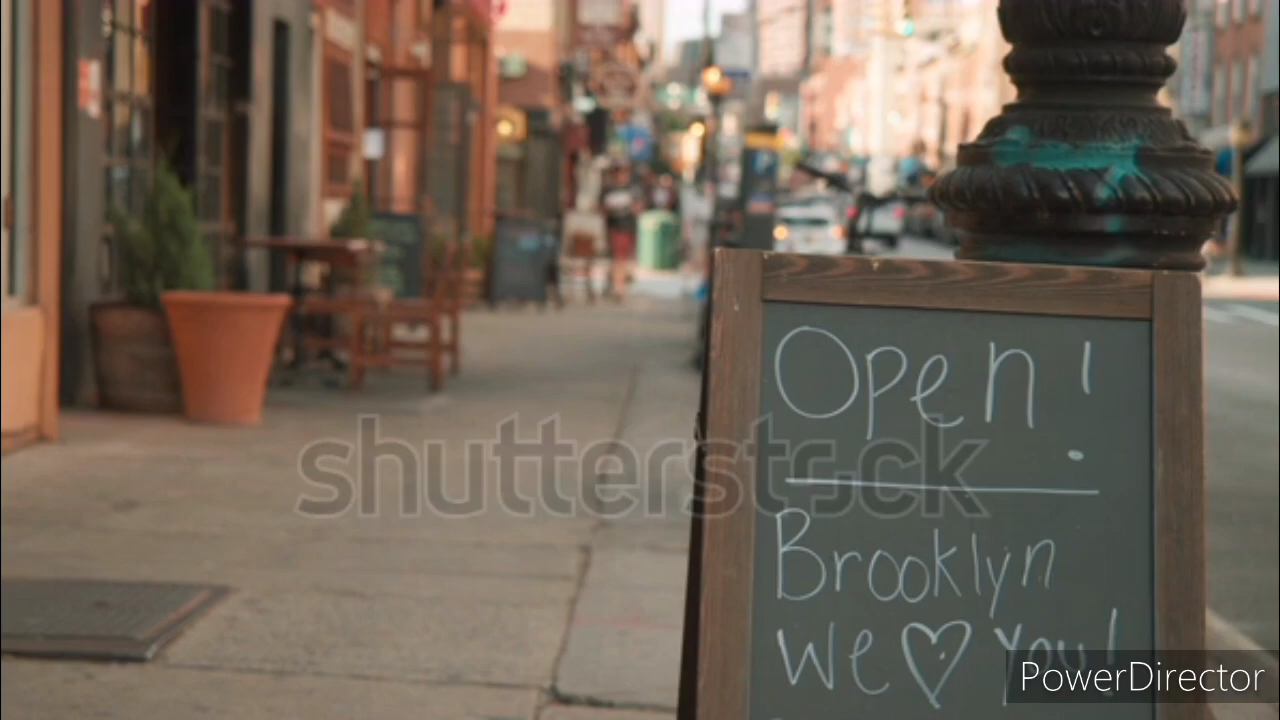 Open!
shutterstock
Brooklyn
We ♡ You!
PowerDirector